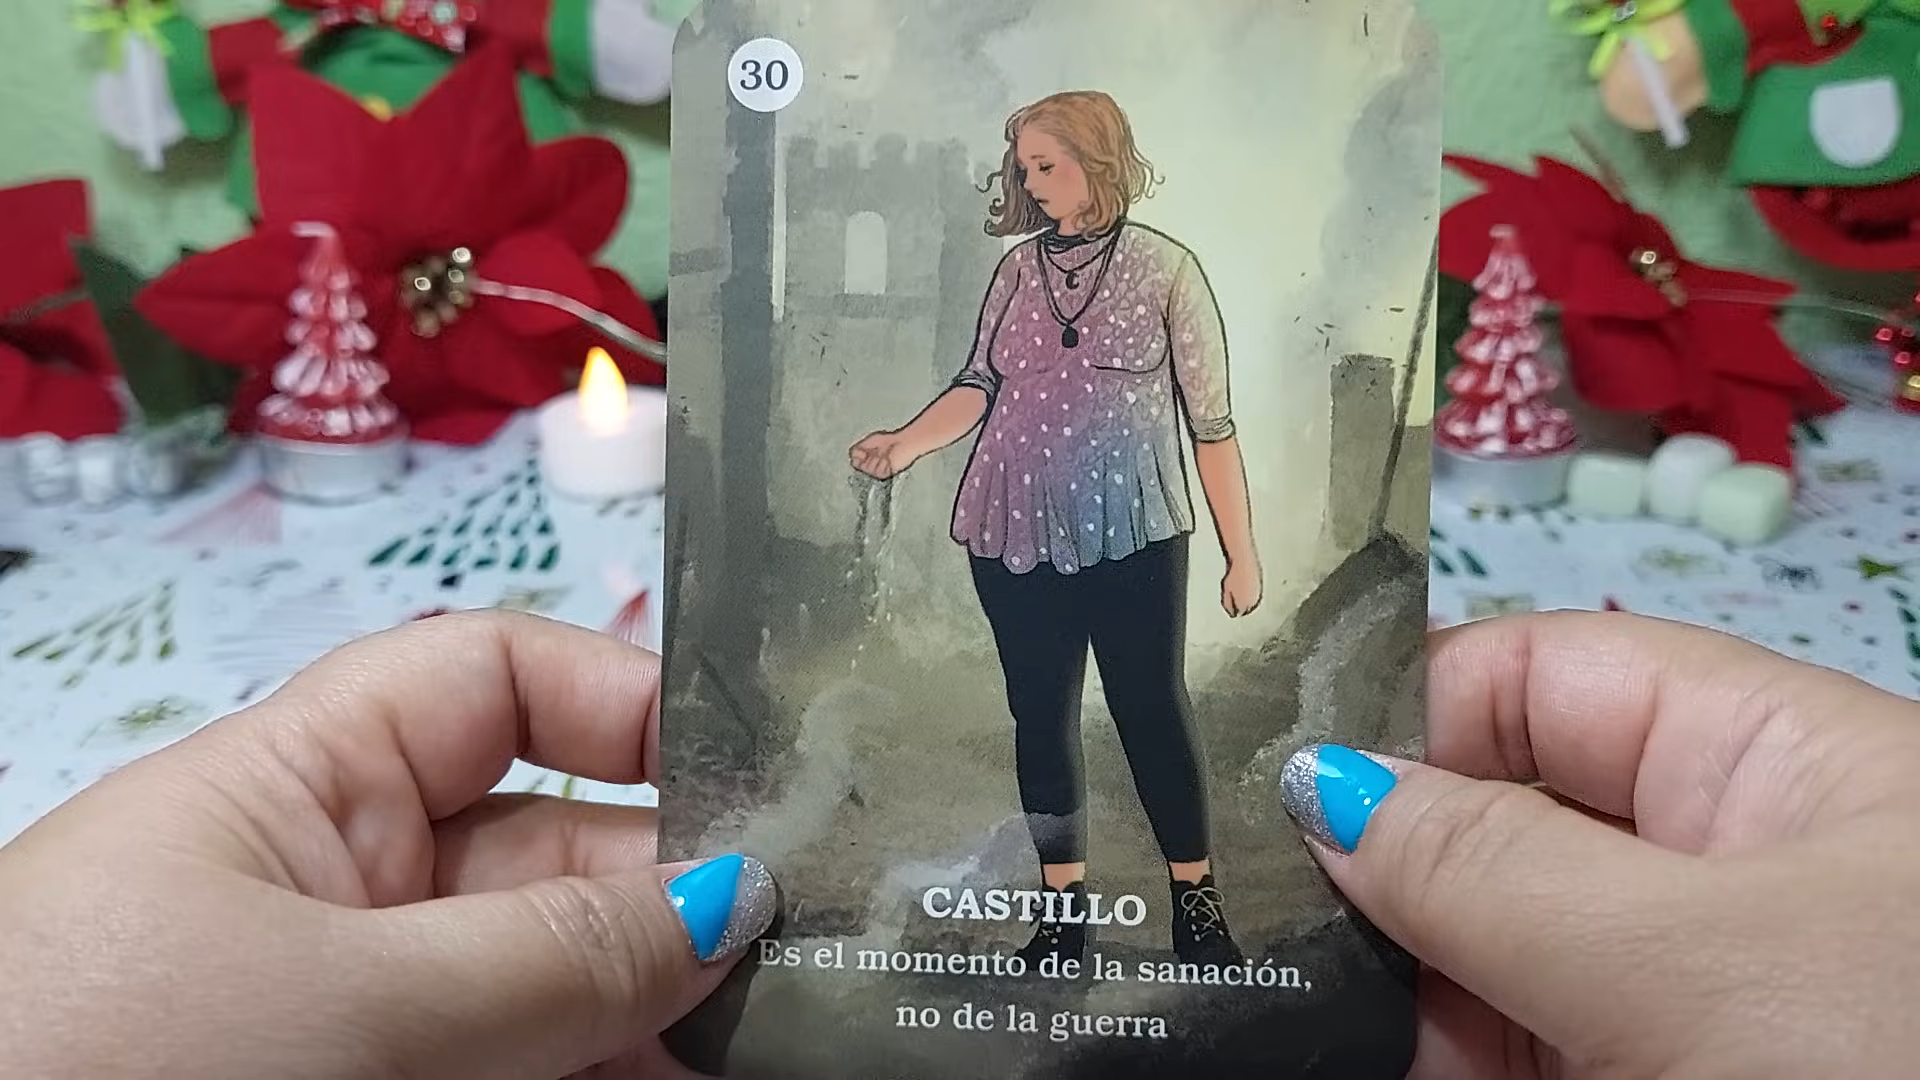 30
CASTILLO
Es el momento de la sanación,
no de la guerra